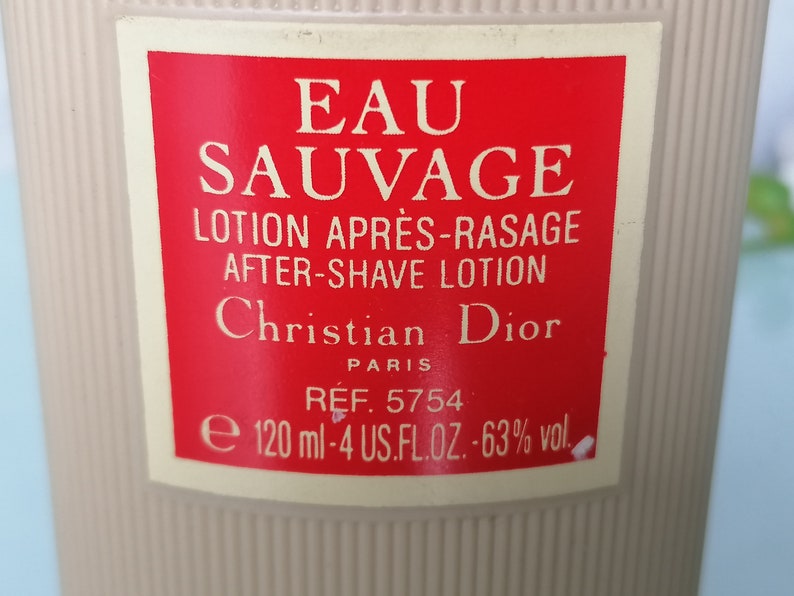 EAU
SAUVAGE
LOTION APRÈS-RASAGE
AFTER-SHAVE LOTION
Christian Dior
PARIS
RÉF. 5754
℮ 120 ml - 4 US.FL.OZ. - 63% vol.